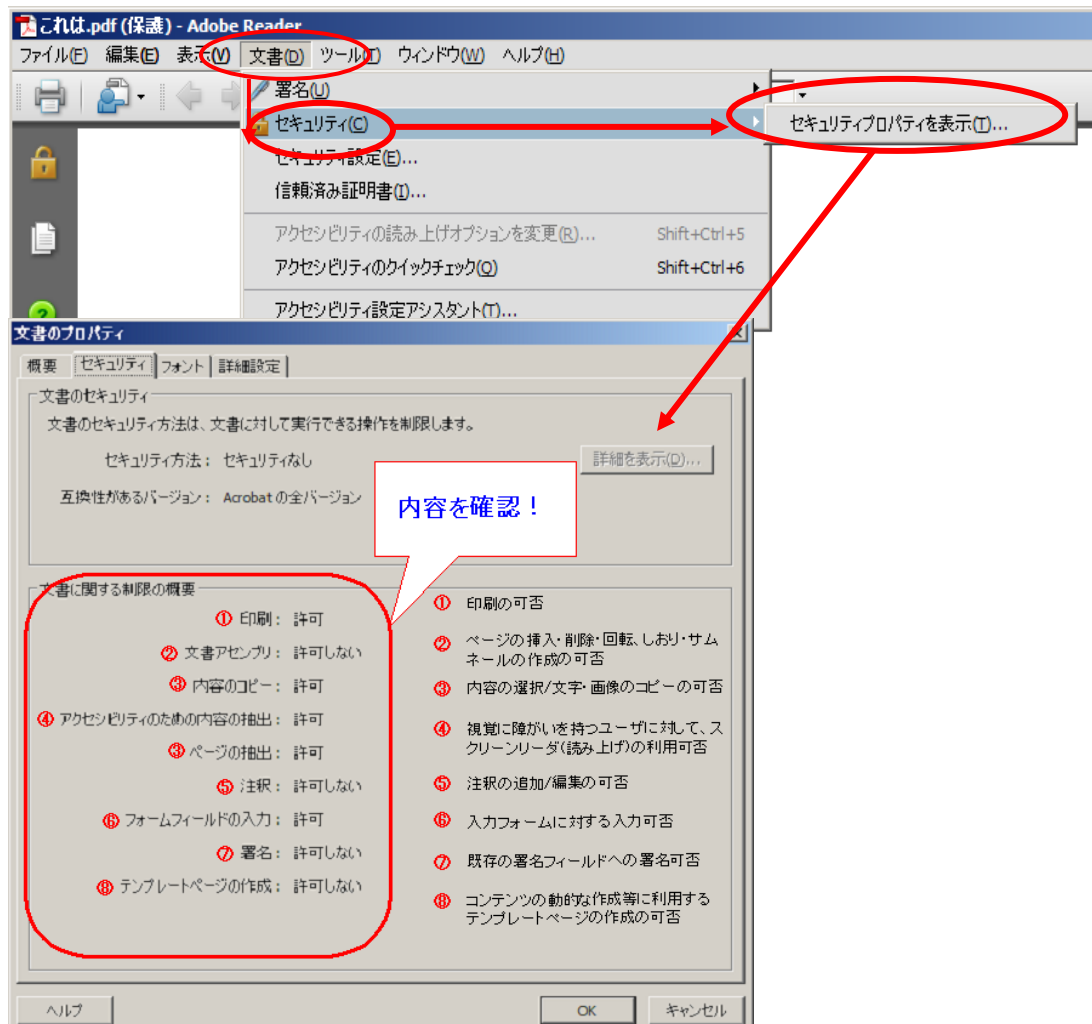 これは.pdf (保護) - Adobe Reader
ファイル(F) 編集(E) 表示(V) 文書(D) ツール(T) ウィンドウ(W) ヘルプ(H)
署名(U)
セキュリティ(C)
セキュリティプロパティを表示(T)...
セキュリティ設定(E)...
信頼済み証明書(I)...
アクセシビリティの読み上げオプションを変更(R)... Shift+Ctrl+5
アクセシビリティのクイックチェック(Q) Shift+Ctrl+6
アクセシビリティ設定アシスタント(T)...
文書のプロパティ
概要 セキュリティ フォント 詳細設定
文書のセキュリティ
文書のセキュリティ方法は、文書に対して実行できる操作を制限します。
セキュリティ方法： セキュリティなし
詳細を表示(D)...
互換性があるバージョン： Acrobat の全バージョン
内容を確認！
文書に関する制限の概要
① 印刷： 許可
② 文書アセンブリ： 許可しない
③ 内容のコピー： 許可
④ アクセシビリティのための内容の抽出： 許可
③ ページの抽出： 許可
⑤ 注釈： 許可しない
⑥ フォームフィールドの入力： 許可
⑦ 署名： 許可しない
⑧ テンプレートページの作成： 許可しない
① 印刷の可否
② ページの挿入・削除・回転、しおり・サム
ネールの作成の可否
③ 内容の選択/文字・画像のコピーの可否
④ 視覚に障がいを持つユーザに対して、ス
クリーンリーダ(読み上げ)の利用可否
⑤ 注釈の追加/編集の可否
⑥ 入力フォームに対する入力可否
⑦ 既存の署名フィールドへの署名可否
⑧ コンテンツの動的な作成等に利用する
テンプレートページの作成の可否
ヘルプ OK キャンセル